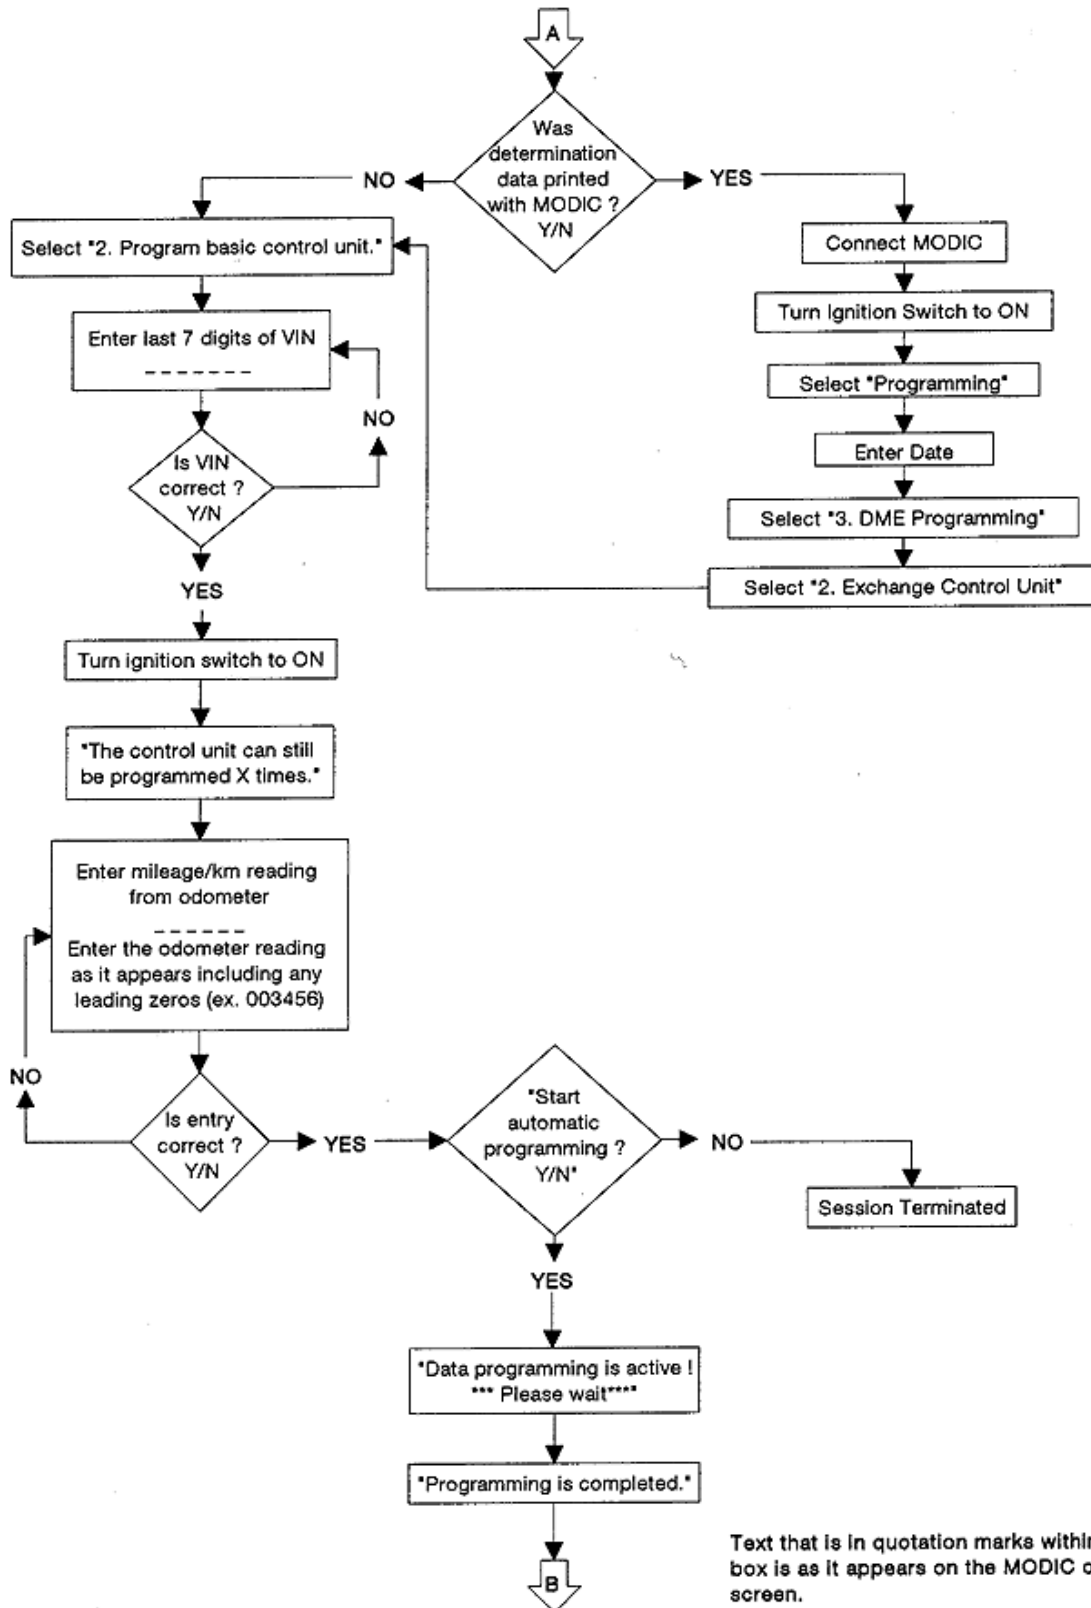 A
Was
determination
data printed
with MODIC ?
Y/N
NO
YES
Select "2. Program basic control unit."
Connect MODIC
Turn Ignition Switch to ON
Enter last 7 digits of VIN
_ _ _ _ _ _ _
Select "Programming"
NO
Enter Date
Is VIN
correct ?
Y/N
Select "3. DME Programming"
YES
Select "2. Exchange Control Unit"
Turn ignition switch to ON
"The control unit can still
be programmed X times."
Enter mileage/km reading
from odometer
_ _ _ _ _ _
Enter the odometer reading
as it appears including any
leading zeros (ex. 003456)
NO
Is entry
correct ?
Y/N
YES
"Start
automatic
programming ?
Y/N"
NO
Session Terminated
YES
"Data programming is active !
*** Please wait***"
"Programming is completed."
B
Text that is in quotation marks within
box is as it appears on the MODIC
screen.